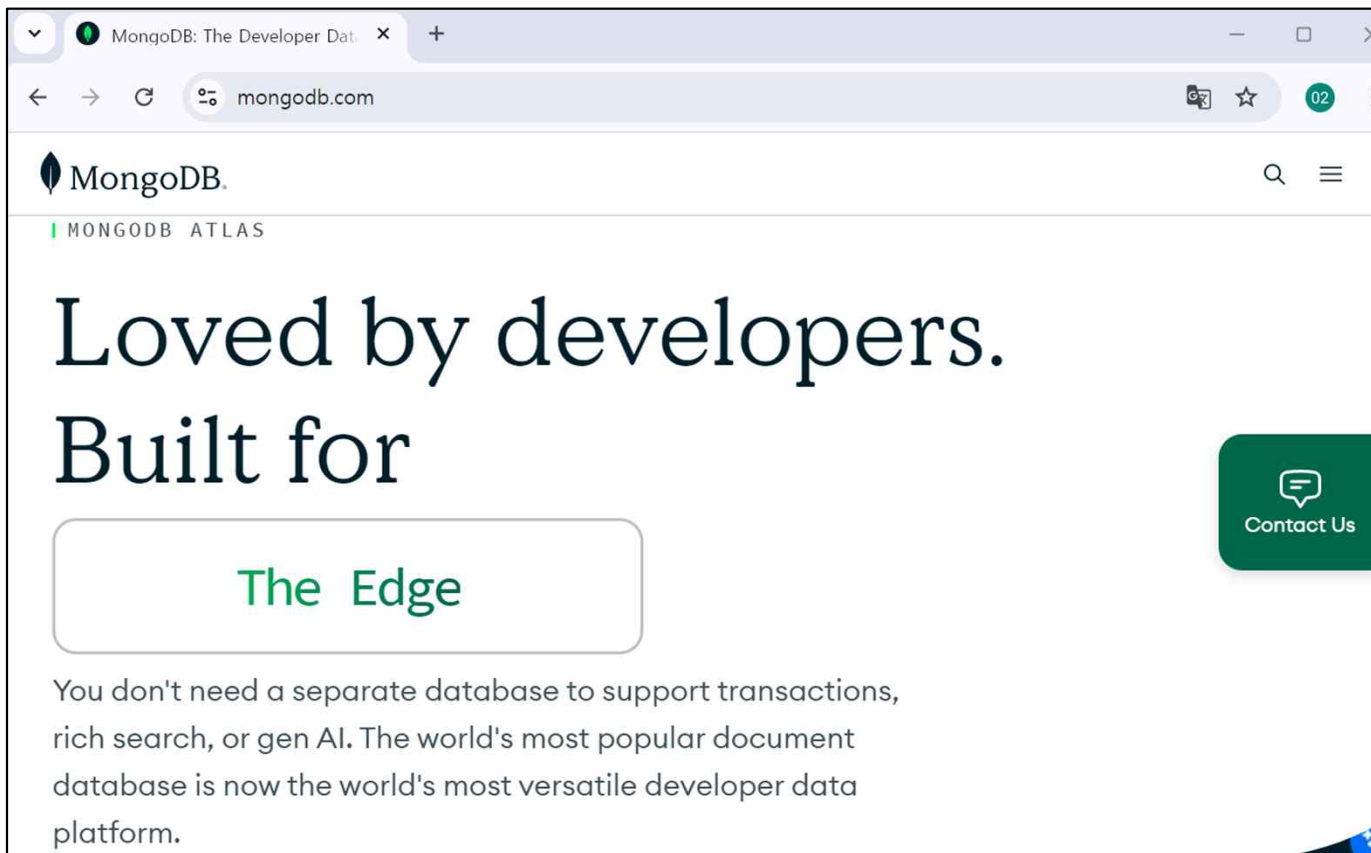 MongoDB: The Developer Dat
mongodb.com
02
MongoDB.
MONGODB ATLAS
Loved by developers.
Built for
The Edge
Contact Us
You don't need a separate database to support transactions,
rich search, or gen AI. The world's most popular document
database is now the world's most versatile developer data
platform.